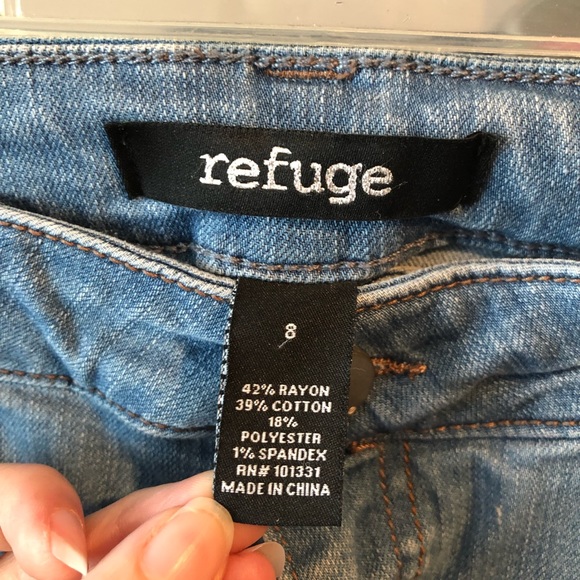 refuge
8
42% RAYON
39% COTTON
18%
POLYESTER
1% SPANDEX
RN# 101331
MADE IN CHINA